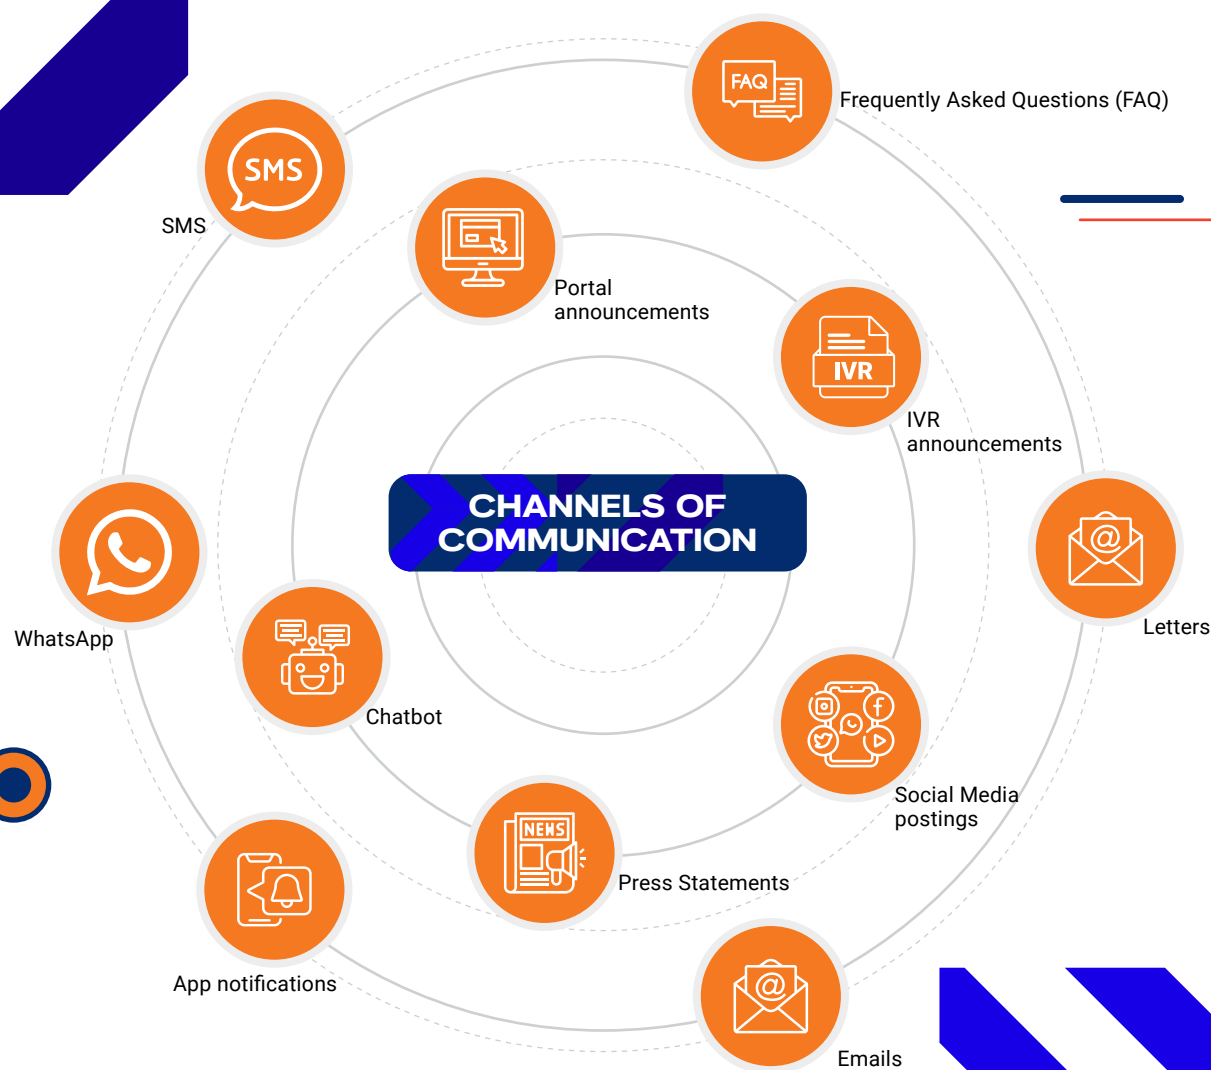 FAQ
Frequently Asked Questions (FAQ)
SMS
SMS
Portal
announcements
IVR
IVR
announcements
CHANNELS OF
COMMUNICATION
@
Letters
WhatsApp
Chatbot
Social Media
postings
NEWS
Press Statements
App notifications
@
Emails